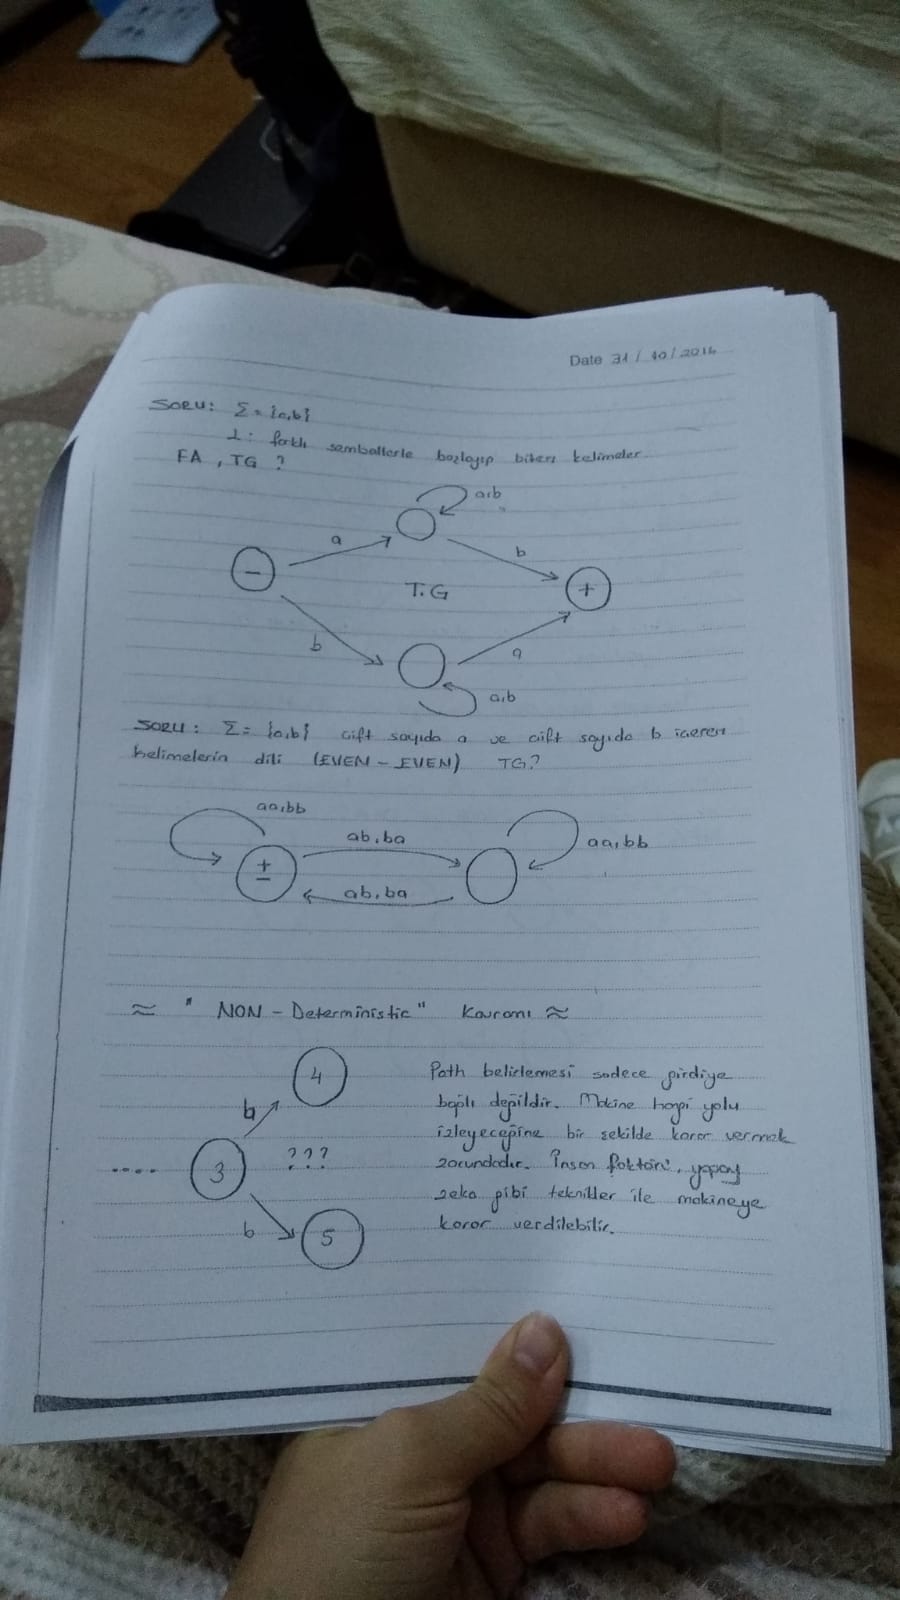 Date 31 / 10 / 2016
SORU: Σ = {a,b}
L: farklı sembollerle başlayıp biten kelimeler
FA, TG ?
a,b
a
b
-
T.G
+
b
a
a,b
SORU: Σ = {a,b} çift sayıda a ve çift sayıda b içeren
kelimelerin dili (EVEN - EVEN) TG?
aa,bb
ab,ba
aa,bb
±
ab,ba
≈ " NON - Deterministic " Kavramı ≈
4
Path belirlemesi sadece girdiye
b
bağlı değildir. Makine hangi yolu
izleyeceğine bir şekilde karar vermek
???
.... 3
zorundadır. İnsan faktörü, yapay
zeka gibi teknikler ile makineye
b
5
karar verdilebilir.